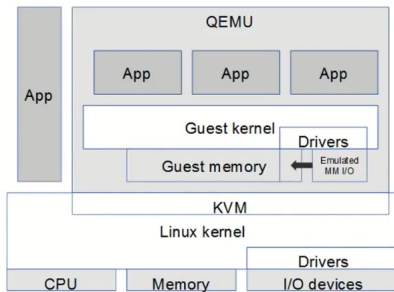 QEMU
App
App
App
App
Guest kernel
Drivers
Guest memory
Emulated
MM I/O
KVM
Linux kernel
Drivers
CPU
Memory
I/O devices